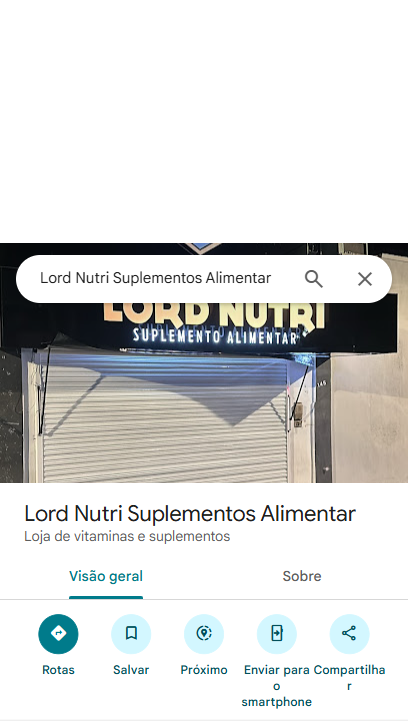 Lord Nutri Suplementos Alimentar
LORD NUTRI
SUPLEMENTO ALIMENTAR
Lord Nutri Suplementos Alimentar
Loja de vitaminas e suplementos
Visão geral
Sobre
Rotas
Salvar
Próximo
Enviar para
o
smartphone
Compartilha
r